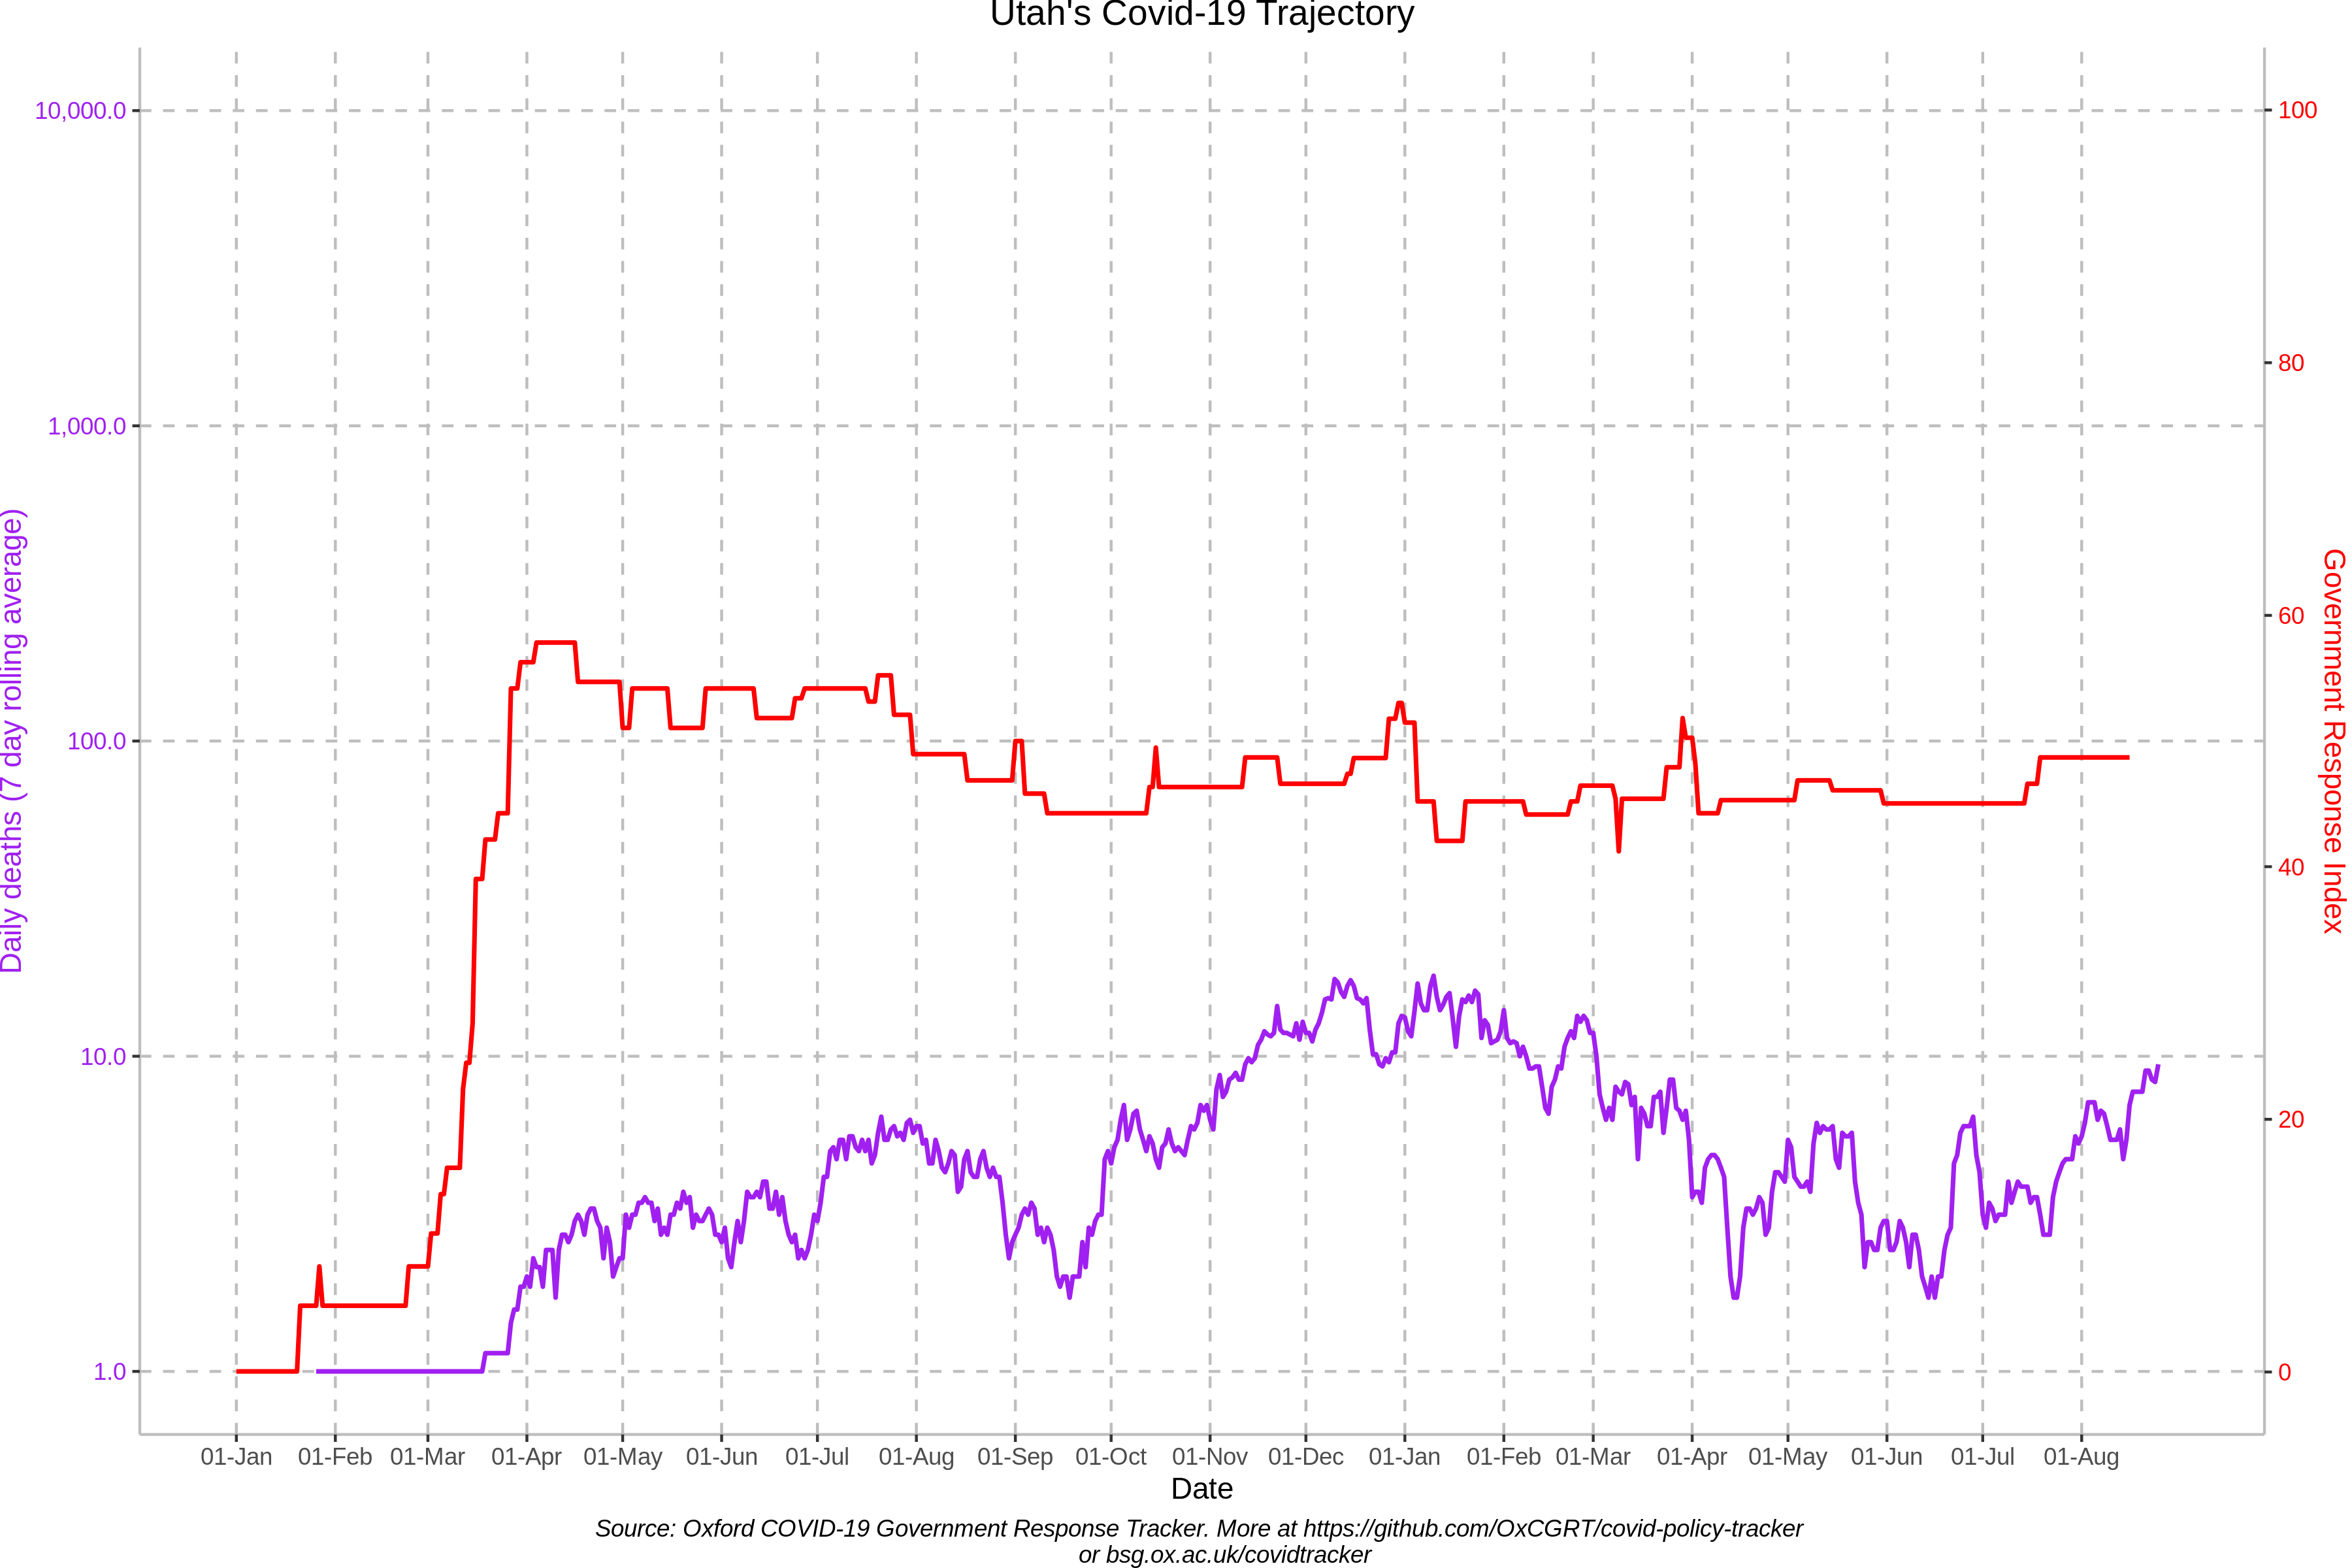 Utah's Covid-19 Trajectory
10,000.0
1,000.0
100.0
10.0
1.0
Daily deaths (7 day rolling average)
100
80
60
40
20
0
Government Response Index
01-Jan 01-Feb 01-Mar 01-Apr 01-May 01-Jun 01-Jul 01-Aug 01-Sep 01-Oct 01-Nov 01-Dec 01-Jan 01-Feb 01-Mar 01-Apr 01-May 01-Jun 01-Jul 01-Aug
Date
Source: Oxford COVID-19 Government Response Tracker. More at https://github.com/OxCGRT/covid-policy-tracker
or bsg.ox.ac.uk/covidtracker